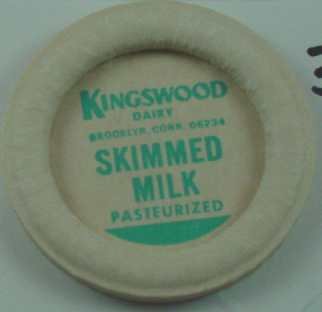 KINGSWOOD
DAIRY
BROOKLYN, CONN. 06234
SKIMMED
MILK
PASTEURIZED